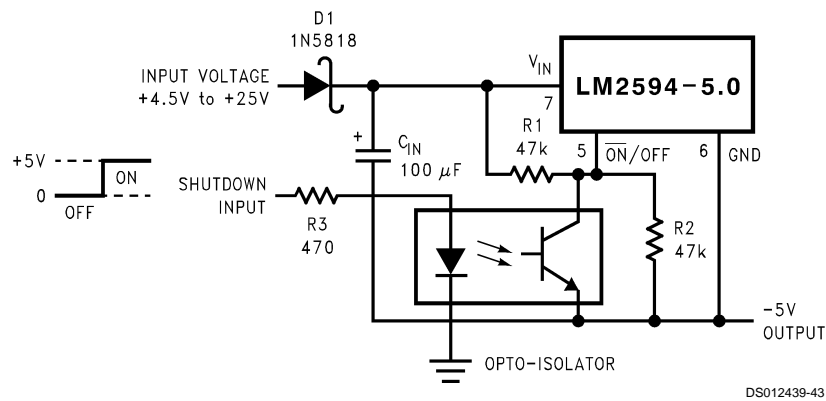 D1
1N5818
INPUT VOLTAGE
+4.5V to +25V
V_IN
7
LM2594-5.0
+
C_IN
100 μF
R1
47k
5
ON/OFF
6
GND
+5V
ON
0
OFF
SHUTDOWN
INPUT
R3
470
R2
47k
-5V
OUTPUT
OPTO-ISOLATOR
DS012439-43